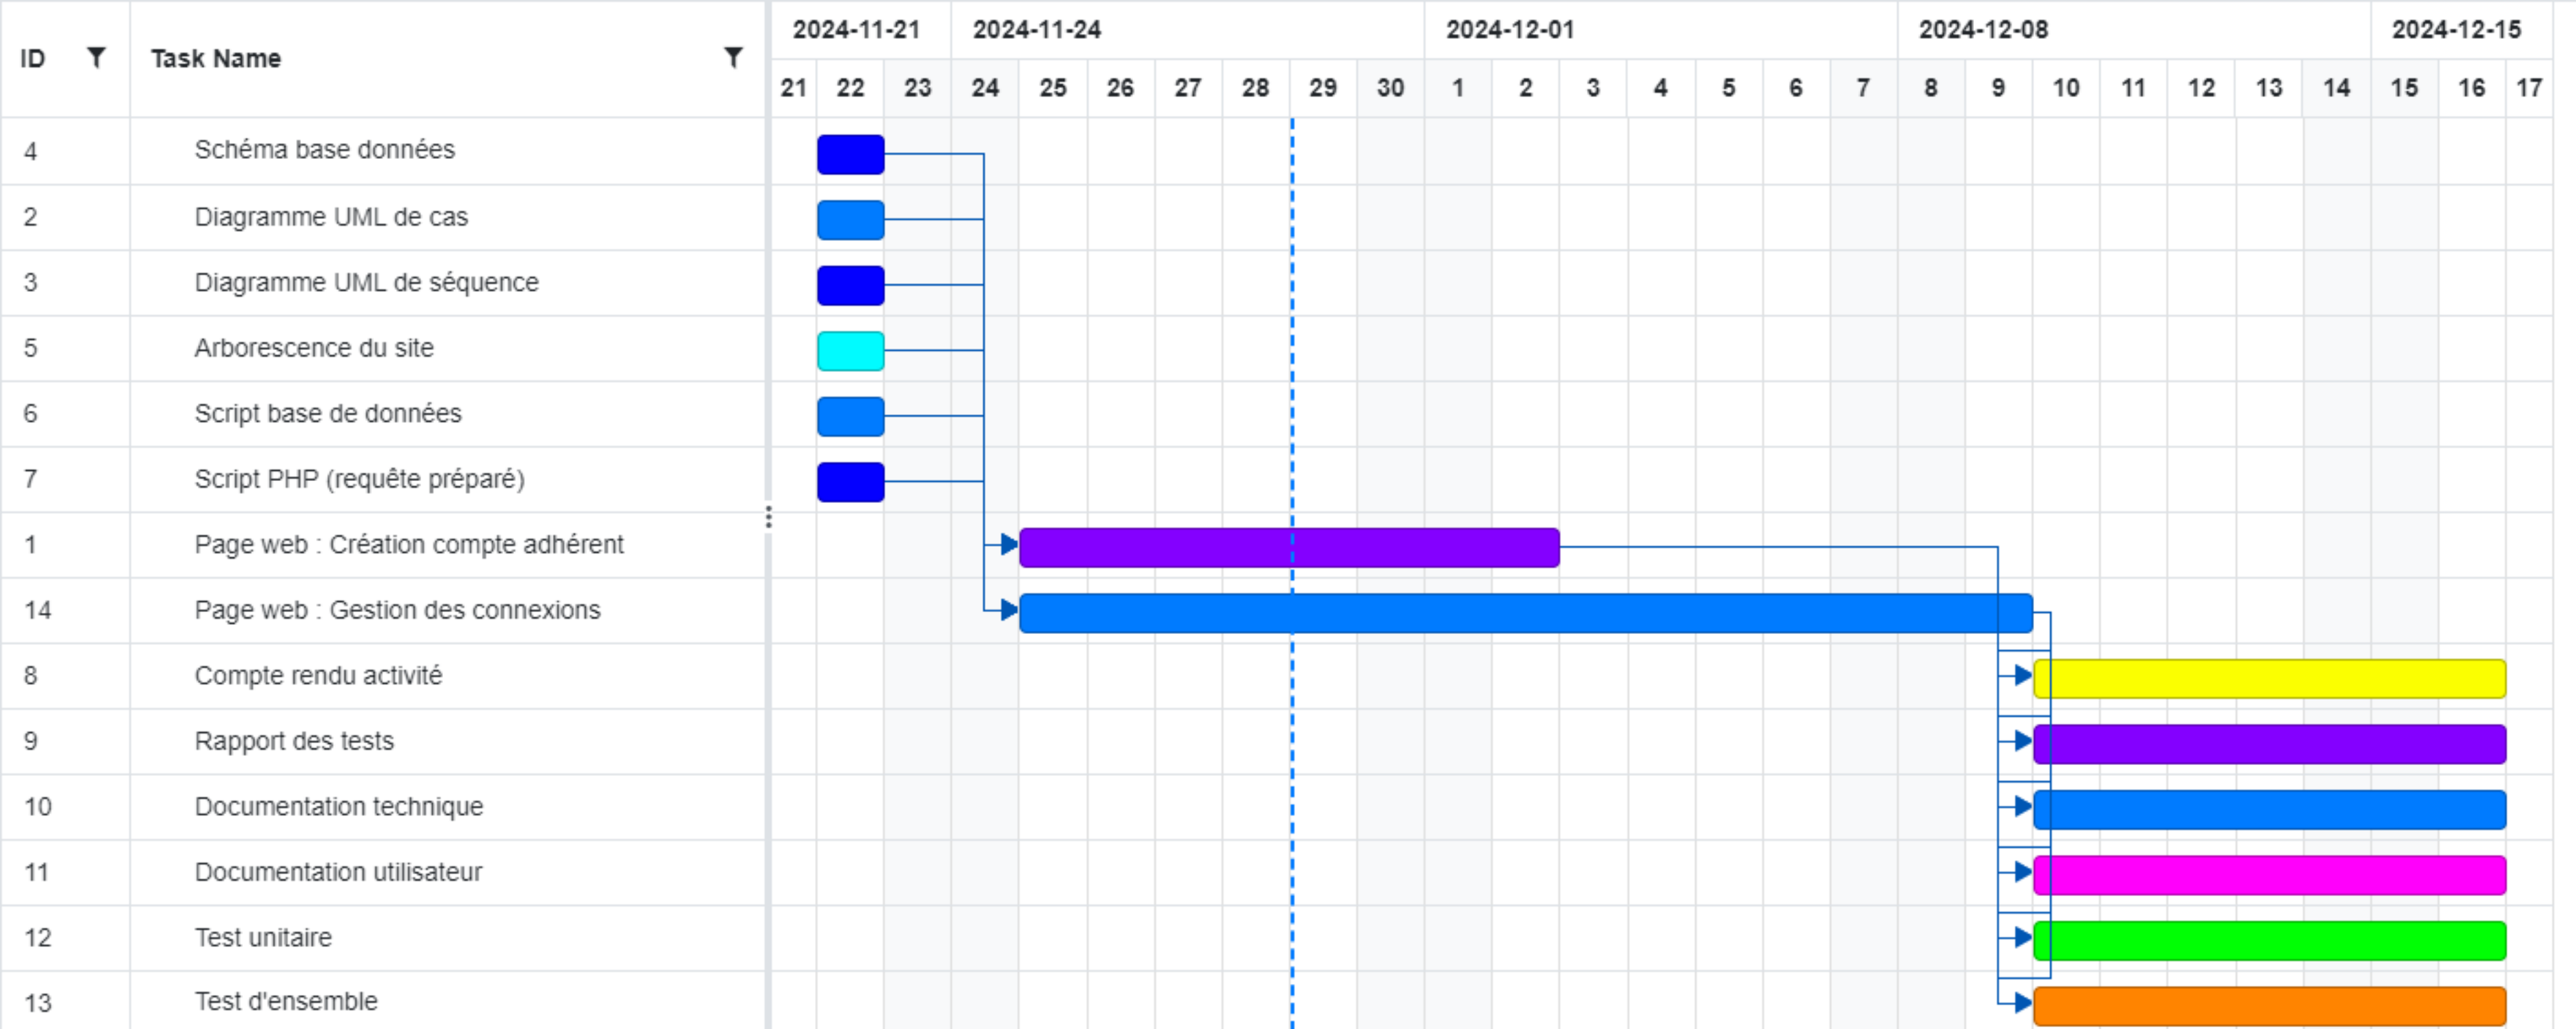 2024-11-21 2024-11-24 2024-12-01 2024-12-08 2024-12-15
ID Task Name
21 22 23 24 25 26 27 28 29 30 1 2 3 4 5 6 7 8 9 10 11 12 13 14 15 16 17
4 Schéma base données
2 Diagramme UML de cas
3 Diagramme UML de séquence
5 Arborescence du site
6 Script base de données
7 Script PHP (requête préparé)
1 Page web : Création compte adhérent
14 Page web : Gestion des connexions
8 Compte rendu activité
9 Rapport des tests
10 Documentation technique
11 Documentation utilisateur
12 Test unitaire
13 Test d'ensemble